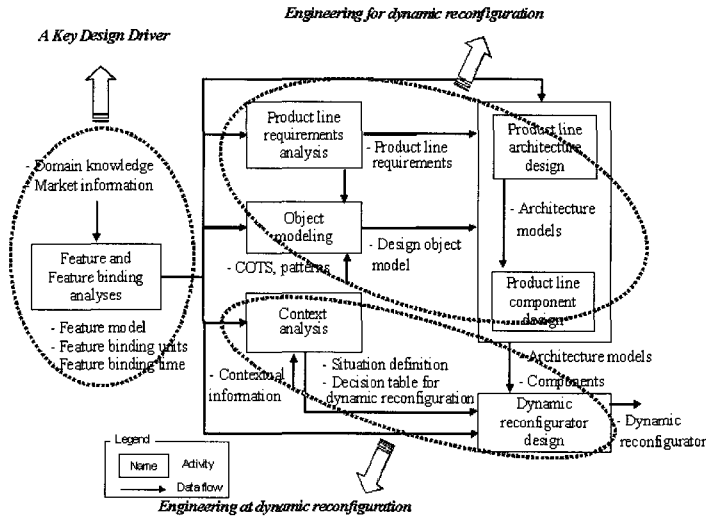 Engineering for dynamic reconfiguration
A Key Design Driver
- Domain knowledge
- Market information
Feature and
Feature binding
analyses
- Feature model
- Feature binding units
- Feature binding time
Product line
requirements
analysis
- Product line
requirements
Object
modeling
- Design object
model
- COTS, patterns
Context
analysis
- Contextual
information
- Situation definition
- Decision table for
dynamic reconfiguration
Product line
architecture
design
- Architecture
models
Product line
component
design
- Architecture models
- Components
Dynamic
reconfigurator
design
- Dynamic
reconfigurator
Legend
Name
Activity
Data flow
Engineering at dynamic reconfiguration